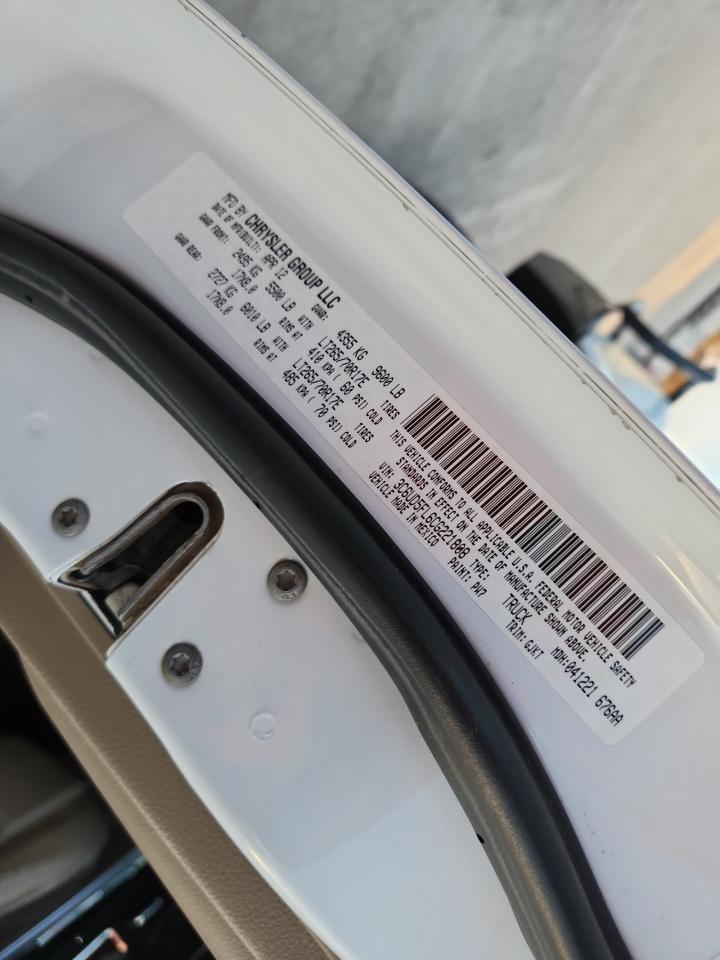 MFD BY CHRYSLER GROUP LLC
DATE OF MFR(BUILT): APR 12 GVWR: 4355 KG 9600 LB
GAWR FRONT: 2495 KG 5500 LB WITH LT265/70R17E TIRES
17X8.0 RIMS AT 410 KPA ( 60 PSI) COLD
GAWR REAR: 2727 KG 6010 LB WITH LT265/70R17E TIRES
17X8.0 RIMS AT 485 KPA ( 70 PSI) COLD
THIS VEHICLE CONFORMS TO ALL APPLICABLE U.S.A. FEDERAL MOTOR VEHICLE SAFETY
STANDARDS IN EFFECT ON THE DATE OF MANUFACTURE SHOWN ABOVE.
VIN: 3C6UD5FL6CG221808 TYPE: TRUCK MDH:041221 676AA
VEHICLE MADE IN MEXICO PAINT: PW7 TRIM: GJKT